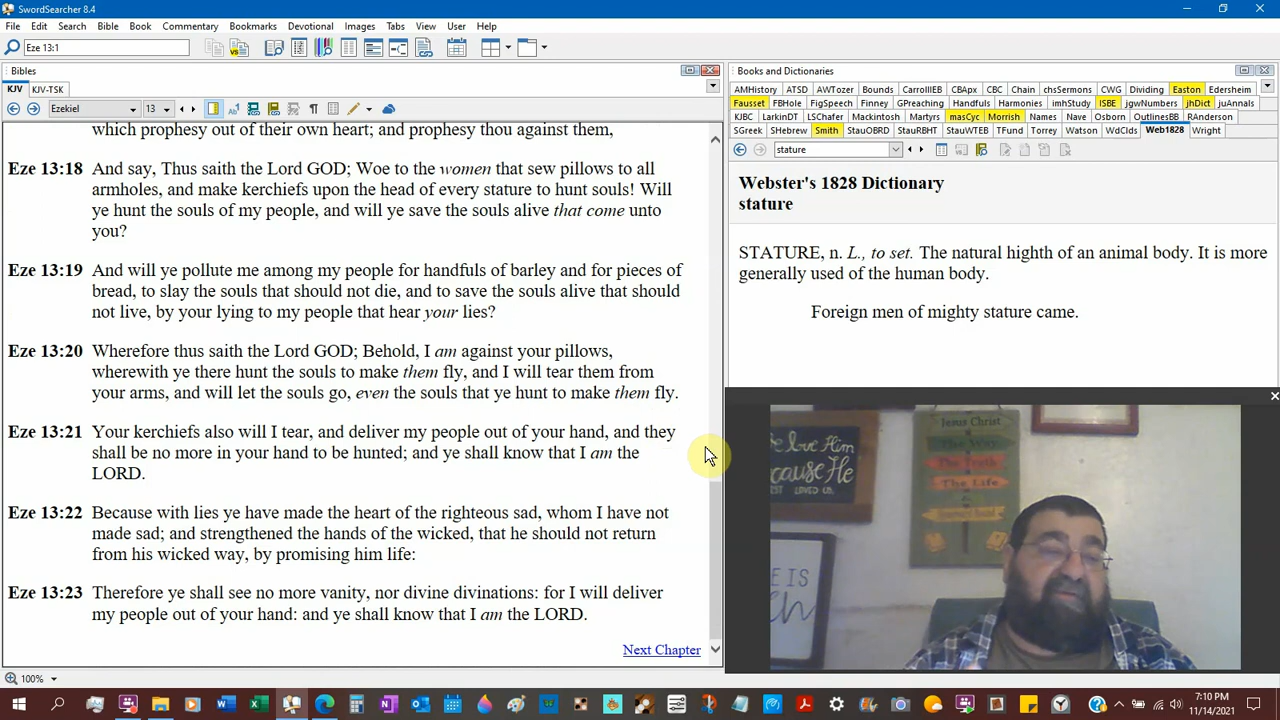 SwordSearcher 8.4
File Edit Search Bible Book Commentary Bookmarks Devotional Images Tabs View User Help
Eze 13:1
Bibles
KJV KJV-TSK
Ezekiel 13
which prophesy out of their own heart; and prophesy thou against them,
Eze 13:18 And say, Thus saith the Lord GOD; Woe to the women that sew pillows to all
armholes, and make kerchiefs upon the head of every stature to hunt souls! Will
ye hunt the souls of my people, and will ye save the souls alive that come unto
you?
Eze 13:19 And will ye pollute me among my people for handfuls of barley and for pieces of
bread, to slay the souls that should not die, and to save the souls alive that should
not live, by your lying to my people that hear your lies?
Eze 13:20 Wherefore thus saith the Lord GOD; Behold, I am against your pillows,
wherewith ye there hunt the souls to make them fly, and I will tear them from
your arms, and will let the souls go, even the souls that ye hunt to make them fly.
Eze 13:21 Your kerchiefs also will I tear, and deliver my people out of your hand, and they
shall be no more in your hand to be hunted; and ye shall know that I am the
LORD.
Eze 13:22 Because with lies ye have made the heart of the righteous sad, whom I have not
made sad; and strengthened the hands of the wicked, that he should not return
from his wicked way, by promising him life:
Eze 13:23 Therefore ye shall see no more vanity, nor divine divinations: for I will deliver
my people out of your hand: and ye shall know that I am the LORD.
Next Chapter
100%
Books and Dictionaries
AMHistory ATSD AWTozer Bounds CarrollIEB CBApx CBC Chain chsSermons CWG Dividing Easton Edersheim
Fausset FBHole FigSpeech Finney GPreaching Handfuls Harmonies imhStudy ISBE jgwNumbers jhDict juAnnals
KJBC LarkinDT LSChafer Mackintosh Martyrs masCyc Morrish Names Nave Osborn OutlinesBB RAnderson
SGreek SHebrew Smith StauOBRD StauRBHT StauWTEB TFund Torrey Watson WdClds Web1828 Wright
stature
Webster's 1828 Dictionary
stature
STATURE, n. L., to set. The natural highth of an animal body. It is more
generally used of the human body.
Foreign men of mighty stature came.
We love Him
because He
FIRST LOVED US.
Jesus Christ
The Way
The Truth
The Life
7:10 PM
11/14/2021